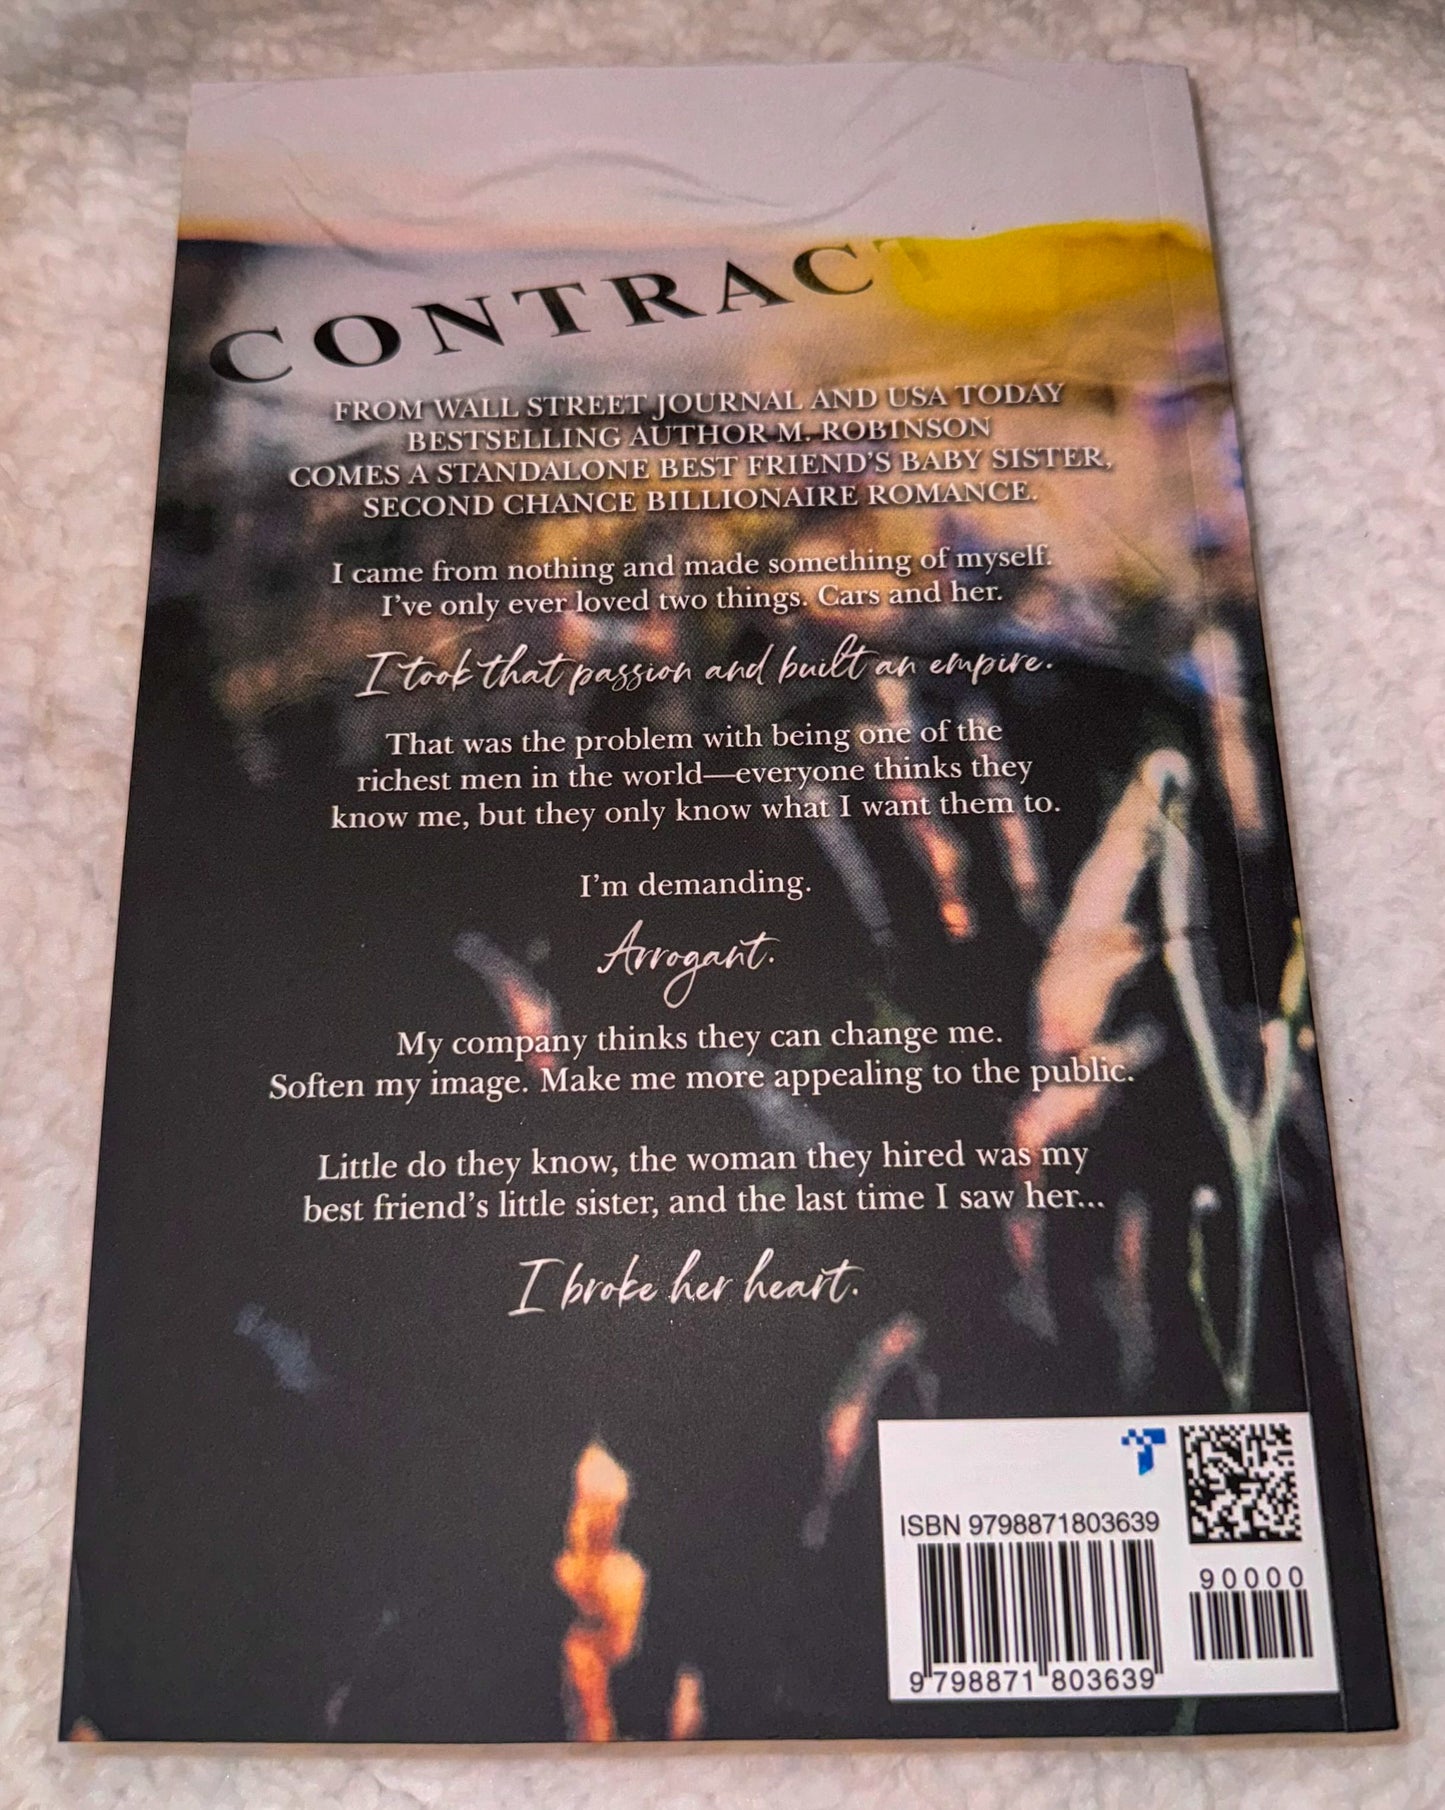 CONTRACT
FROM WALL STREET JOURNAL AND USA TODAY
BESTSELLING AUTHOR M. ROBINSON
COMES A STANDALONE BEST FRIEND'S BABY SISTER,
SECOND CHANCE BILLIONAIRE ROMANCE.
I came from nothing and made something of myself.
I've only ever loved two things. Cars and her.
I took that passion and built an empire.
That was the problem with being one of the
richest men in the world—everyone thinks they
know me, but they only know what I want them to.
I'm demanding.
Arrogant.
My company thinks they can change me.
Soften my image. Make me more appealing to the public.
Little do they know, the woman they hired was my
best friend's little sister, and the last time I saw her...
I broke her heart.
ISBN 9798871803639
90000
9 798871 803639